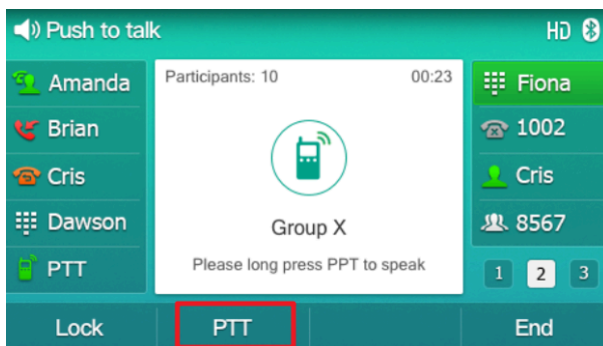 Push to talk HD
Amanda
Brian
Cris
Dawson
PTT
Participants: 10 00:23
Group X
Please long press PPT to speak
Fiona
1002
Cris
8567
1 2 3
Lock PTT End